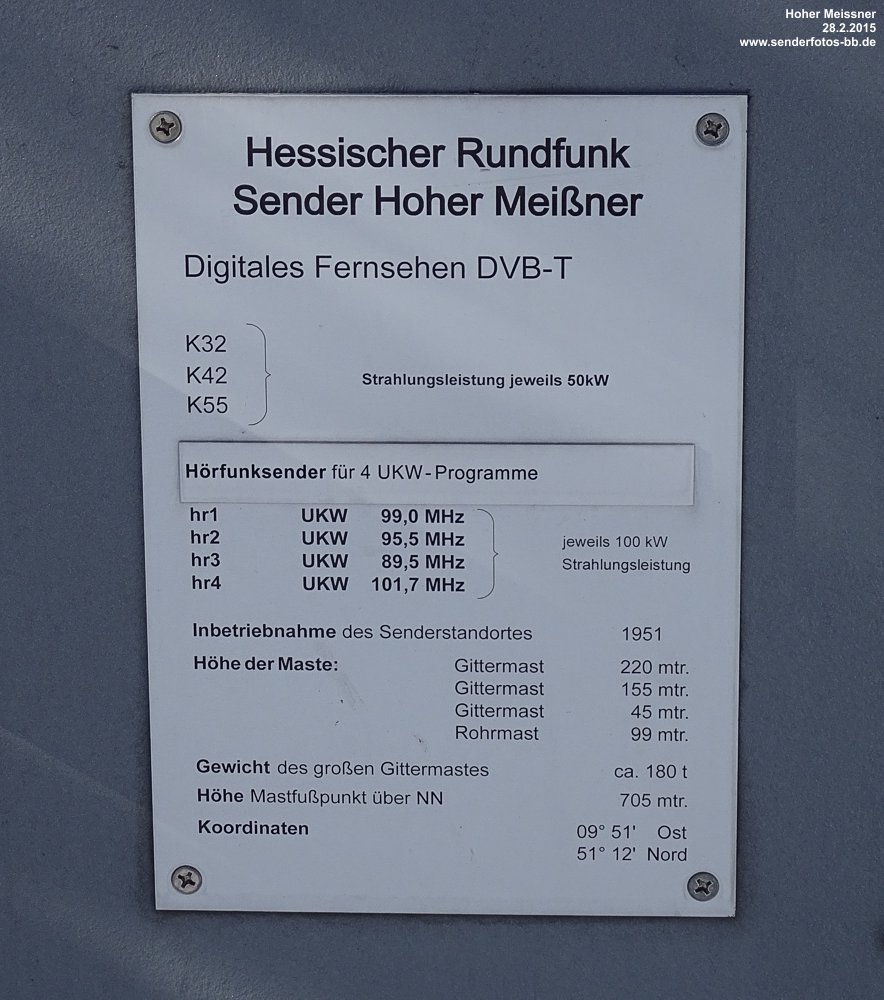 Hoher Meissner
28.2.2015
www.senderfotos-bb.de
Hessischer Rundfunk
Sender Hoher Meißner
Digitales Fernsehen DVB-T
K32
K42
K55
Strahlungsleistung jeweils 50kW
Hörfunksender für 4 UKW-Programme
hr1 UKW 99,0 MHz
hr2 UKW 95,5 MHz
hr3 UKW 89,5 MHz
hr4 UKW 101,7 MHz
jeweils 100 kW
Strahlungsleistung
Inbetriebnahme des Senderstandortes 1951
Höhe der Maste: Gittermast 220 mtr.
Gittermast 155 mtr.
Gittermast 45 mtr.
Rohrmast 99 mtr.
Gewicht des großen Gittermastes ca. 180 t
Höhe Mastfußpunkt über NN 705 mtr.
Koordinaten 09° 51' Ost
51° 12' Nord